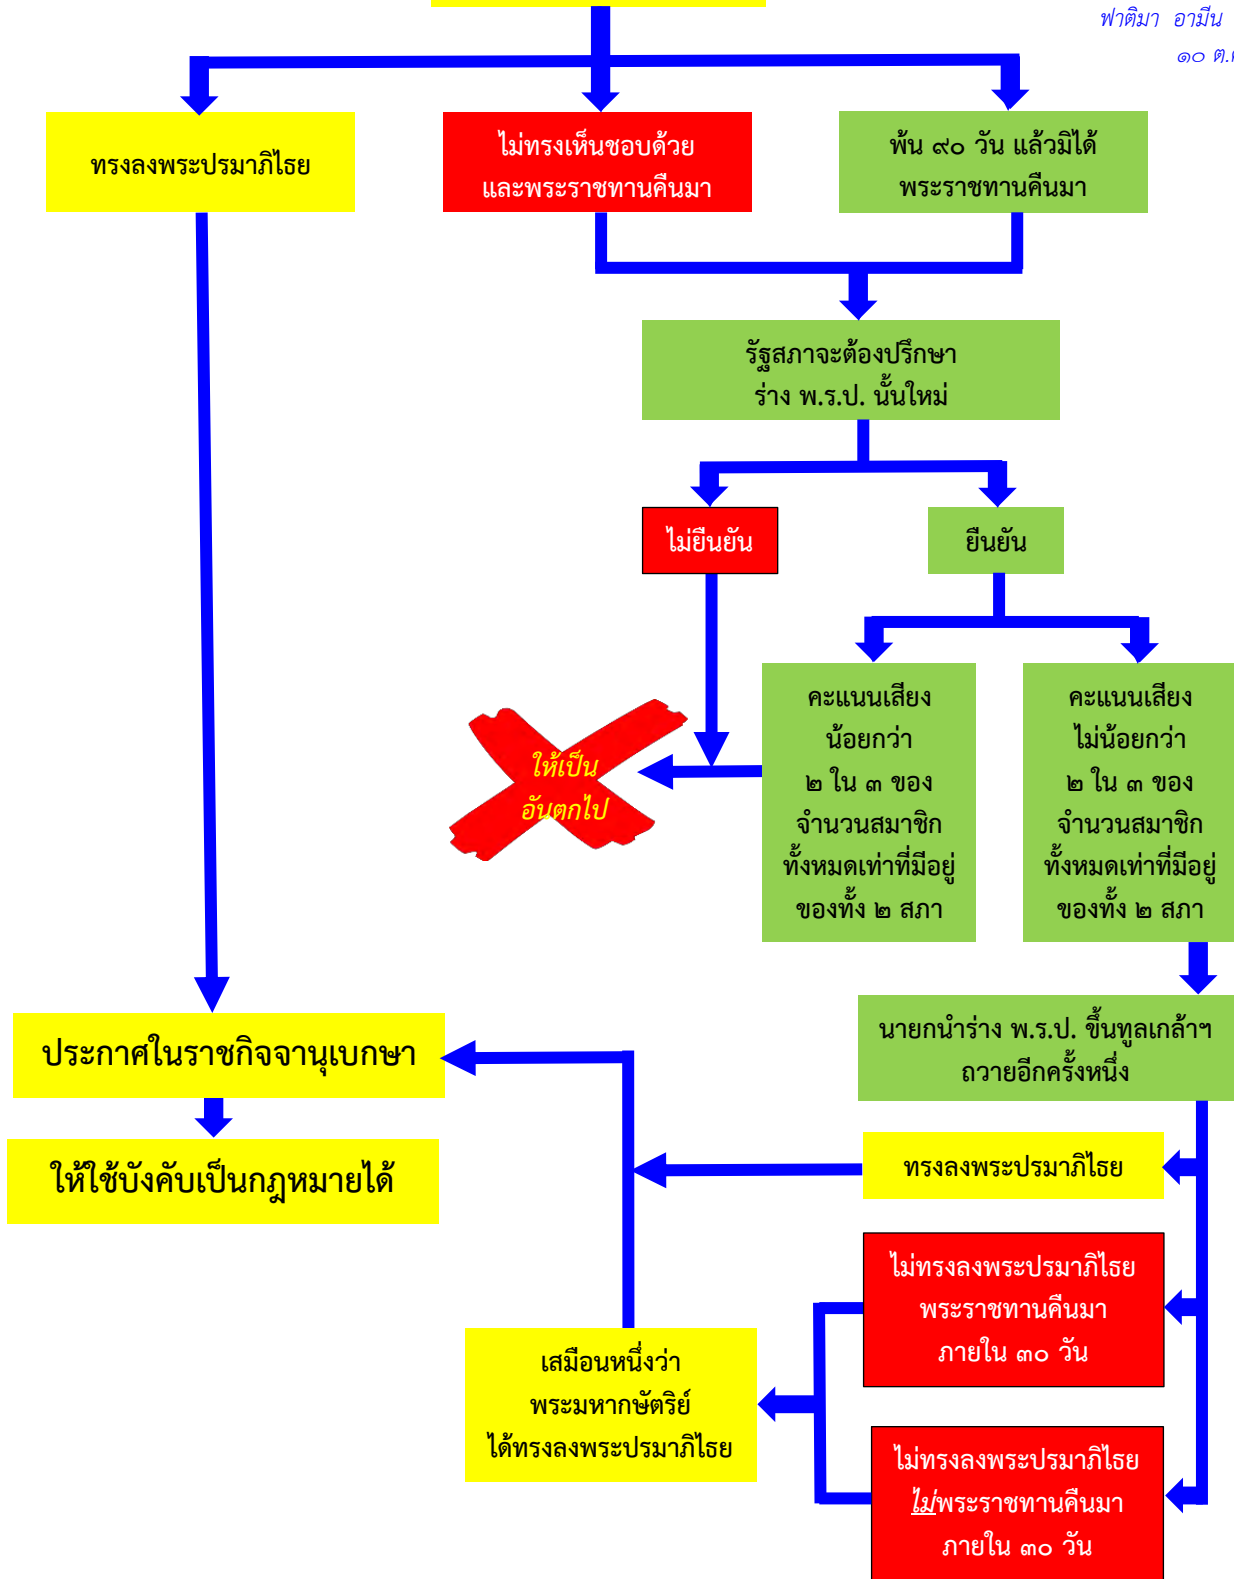 ฟาติมา อามีน
๑๐ ต.ค
ทรงลงพระปรมาภิไธย
ไม่ทรงเห็นชอบด้วย
และพระราชทานคืนมา
พ้น ๙๐ วัน แล้วมิได้
พระราชทานคืนมา
รัฐสภาจะต้องปรึกษา
ร่าง พ.ร.ป. นั้นใหม่
ไม่ยืนยัน
ยืนยัน
ให้เป็น
อันตกไป
คะแนนเสียง
น้อยกว่า
๒ ใน ๓ ของ
จำนวนสมาชิก
ทั้งหมดเท่าที่มีอยู่
ของทั้ง ๒ สภา
คะแนนเสียง
ไม่น้อยกว่า
๒ ใน ๓ ของ
จำนวนสมาชิก
ทั้งหมดเท่าที่มีอยู่
ของทั้ง ๒ สภา
นายกนำร่าง พ.ร.ป. ขึ้นทูลเกล้าฯ
ถวายอีกครั้งหนึ่ง
ประกาศในราชกิจจานุเบกษา
ให้ใช้บังคับเป็นกฎหมายได้
ทรงลงพระปรมาภิไธย
ไม่ทรงลงพระปรมาภิไธย
พระราชทานคืนมา
ภายใน ๓๐ วัน
เสมือนหนึ่งว่า
พระมหากษัตริย์
ได้ทรงลงพระปรมาภิไธย
ไม่ทรงลงพระปรมาภิไธย
ไม่พระราชทานคืนมา
ภายใน ๓๐ วัน